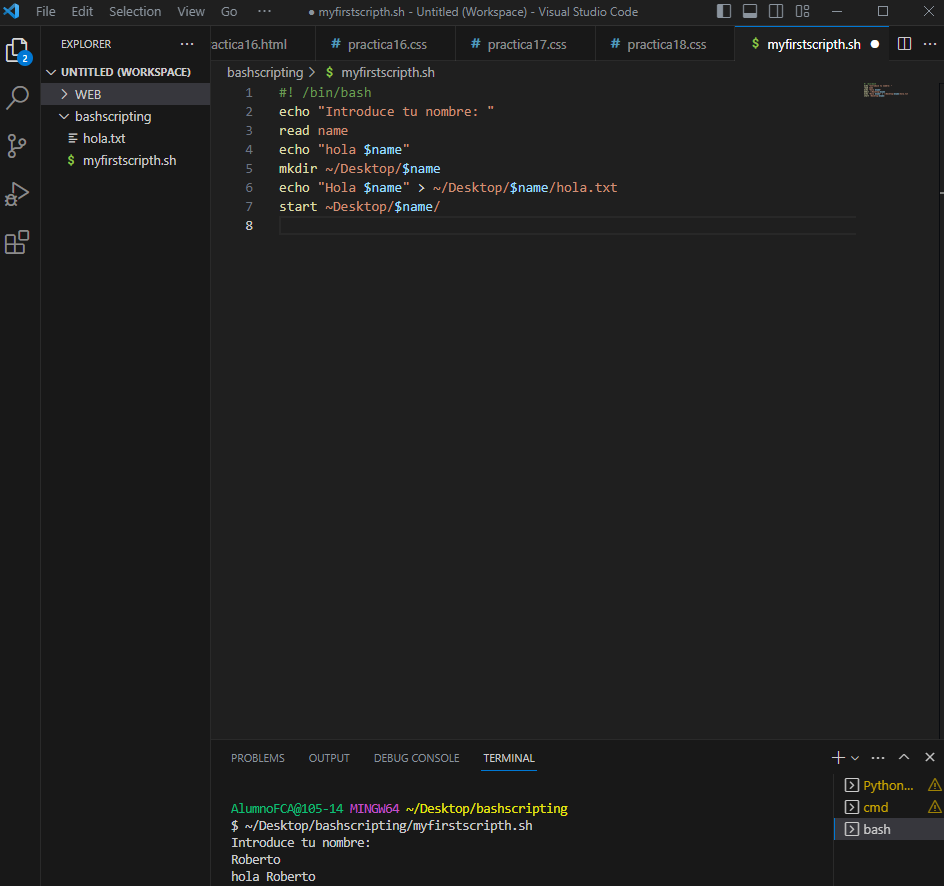 File Edit Selection View Go ··· ● myfirstscripth.sh - Untitled (Workspace) - Visual Studio Code
2
EXPLORER ···
UNTITLED (WORKSPACE)
WEB
bashscripting
hola.txt
$ myfirstscripth.sh
actica16.html # practica16.css # practica17.css # practica18.css $ myfirstscripth.sh ● ···
bashscripting > $ myfirstscripth.sh
1 #! /bin/bash
2 echo "Introduce tu nombre: "
3 read name
4 echo "hola $name"
5 mkdir ~/Desktop/$name
6 echo "Hola $name" > ~/Desktop/$name/hola.txt
7 start ~Desktop/$name/
8
PROBLEMS OUTPUT DEBUG CONSOLE TERMINAL
AlumnoFCA@105-14 MINGW64 ~/Desktop/bashscripting
$ ~/Desktop/bashscripting/myfirstscripth.sh
Introduce tu nombre:
Roberto
hola Roberto
Python...
cmd
bash